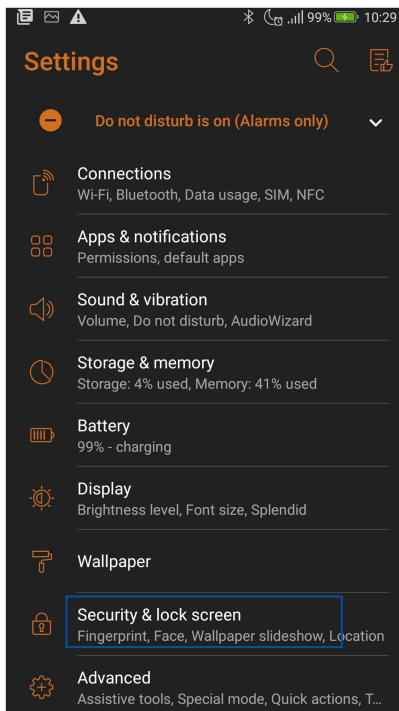 99% 10:29
Settings
Do not disturb is on (Alarms only)
Connections
Wi-Fi, Bluetooth, Data usage, SIM, NFC
Apps & notifications
Permissions, default apps
Sound & vibration
Volume, Do not disturb, AudioWizard
Storage & memory
Storage: 4% used, Memory: 41% used
Battery
99% - charging
Display
Brightness level, Font size, Splendid
Wallpaper
Security & lock screen
Fingerprint, Face, Wallpaper slideshow, Location
Advanced
Assistive tools, Special mode, Quick actions, T...